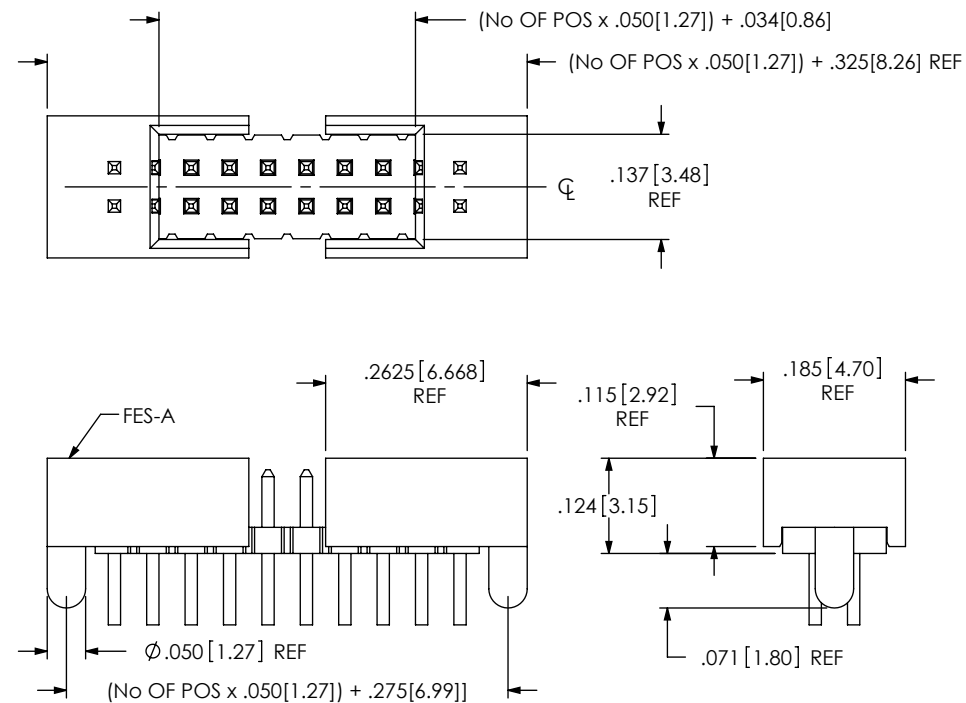 (No OF POS x .050[1.27]) + .034[0.86]
(No OF POS x .050[1.27]) + .325[8.26] REF
.137[3.48]
REF
℄
.2625[6.668]
REF
.185[4.70]
REF
.115[2.92]
REF
FES-A
.124[3.15]
Ø.050[1.27] REF
.071[1.80] REF
(No OF POS x .050[1.27]) + .275[6.99]]